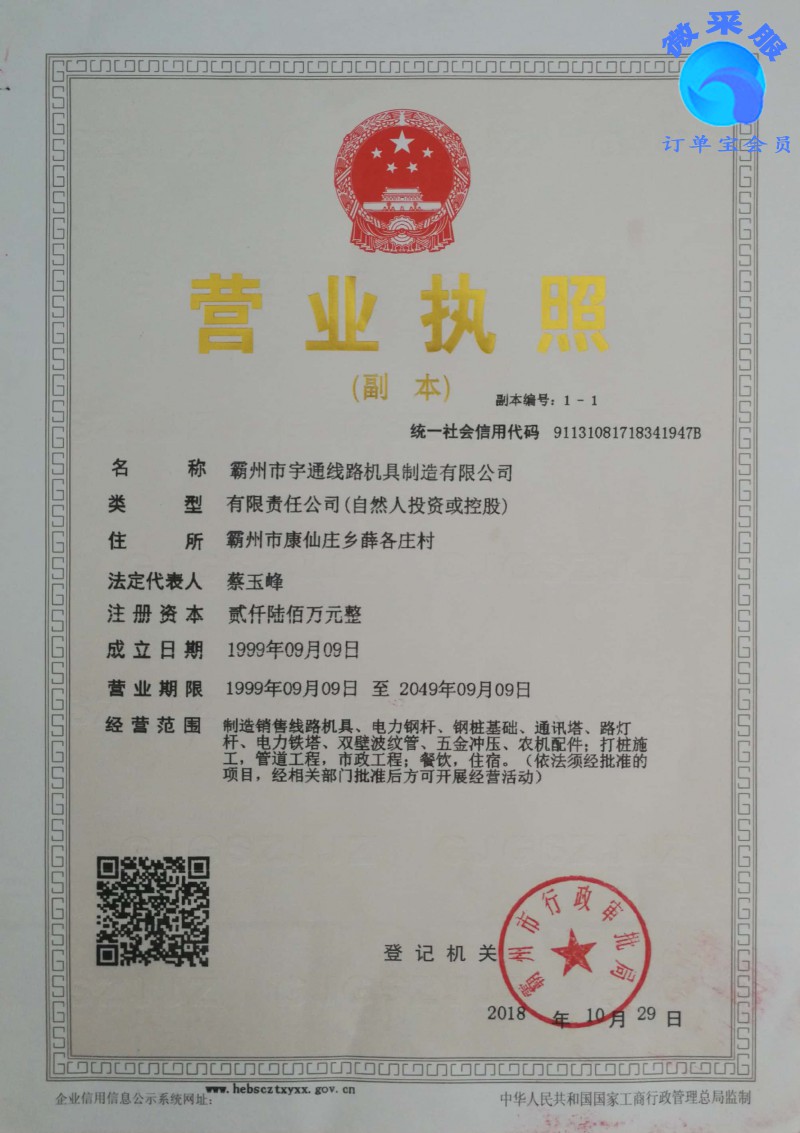 微采服
订单宝会员
营业执照
(副 本)
副本编号：1-1
统一社会信用代码 91131081718341947B
名 称 霸州市宇通线路机具制造有限公司
类 型 有限责任公司(自然人投资或控股)
住 所 霸州市康仙庄乡薛各庄村
法定代表人 蔡玉峰
注册资本 贰仟陆佰万元整
成立日期 1999年09月09日
营业期限 1999年09月09日 至 2049年09月09日
经营范围 制造销售线路机具、电力钢杆、钢桩基础、通讯塔、路灯
杆、电力铁塔、双壁波纹管、五金冲压、农机配件；打桩施
工，管道工程，市政工程；餐饮，住宿。（依法须经批准的
项目，经相关部门批准后方可开展经营活动）
登记机关
霸州市行政审批局
2018 年 10 月 29 日
企业信用信息公示系统网址：www.hebscztxyxx.gov.cn
中华人民共和国国家工商行政管理总局监制